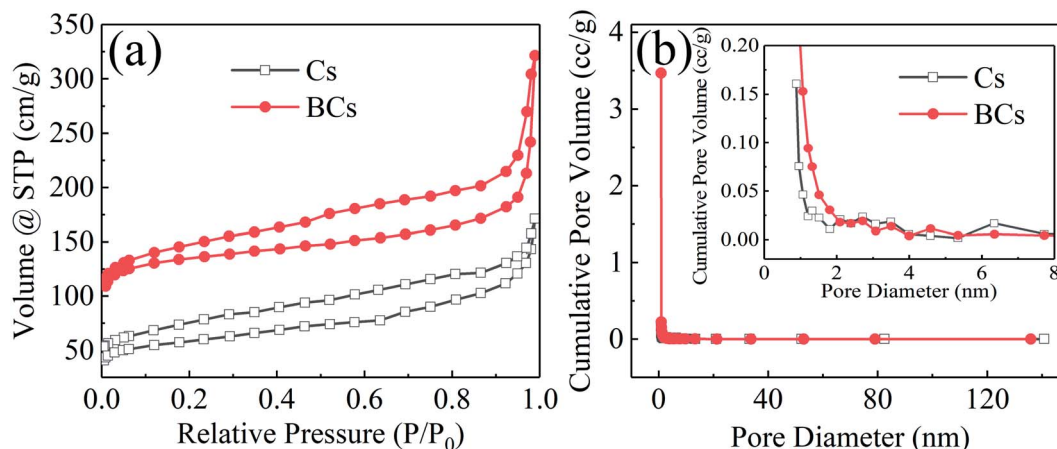 (a)
Cs
BCs
350
300
250
200
150
100
50
0.0 0.2 0.4 0.6 0.8 1.0
Volume @ STP (cm/g)
Relative Pressure (P/P0)
(b)
4
3
2
1
0
0 40 80 120
Cumulative Pore Volume (cc/g)
Pore Diameter (nm)
0.20
0.15
0.10
0.05
0.00
0 2 4 6 8
Cumulative Pore Volume (cc/g)
Pore Diameter (nm)
Cs
BCs